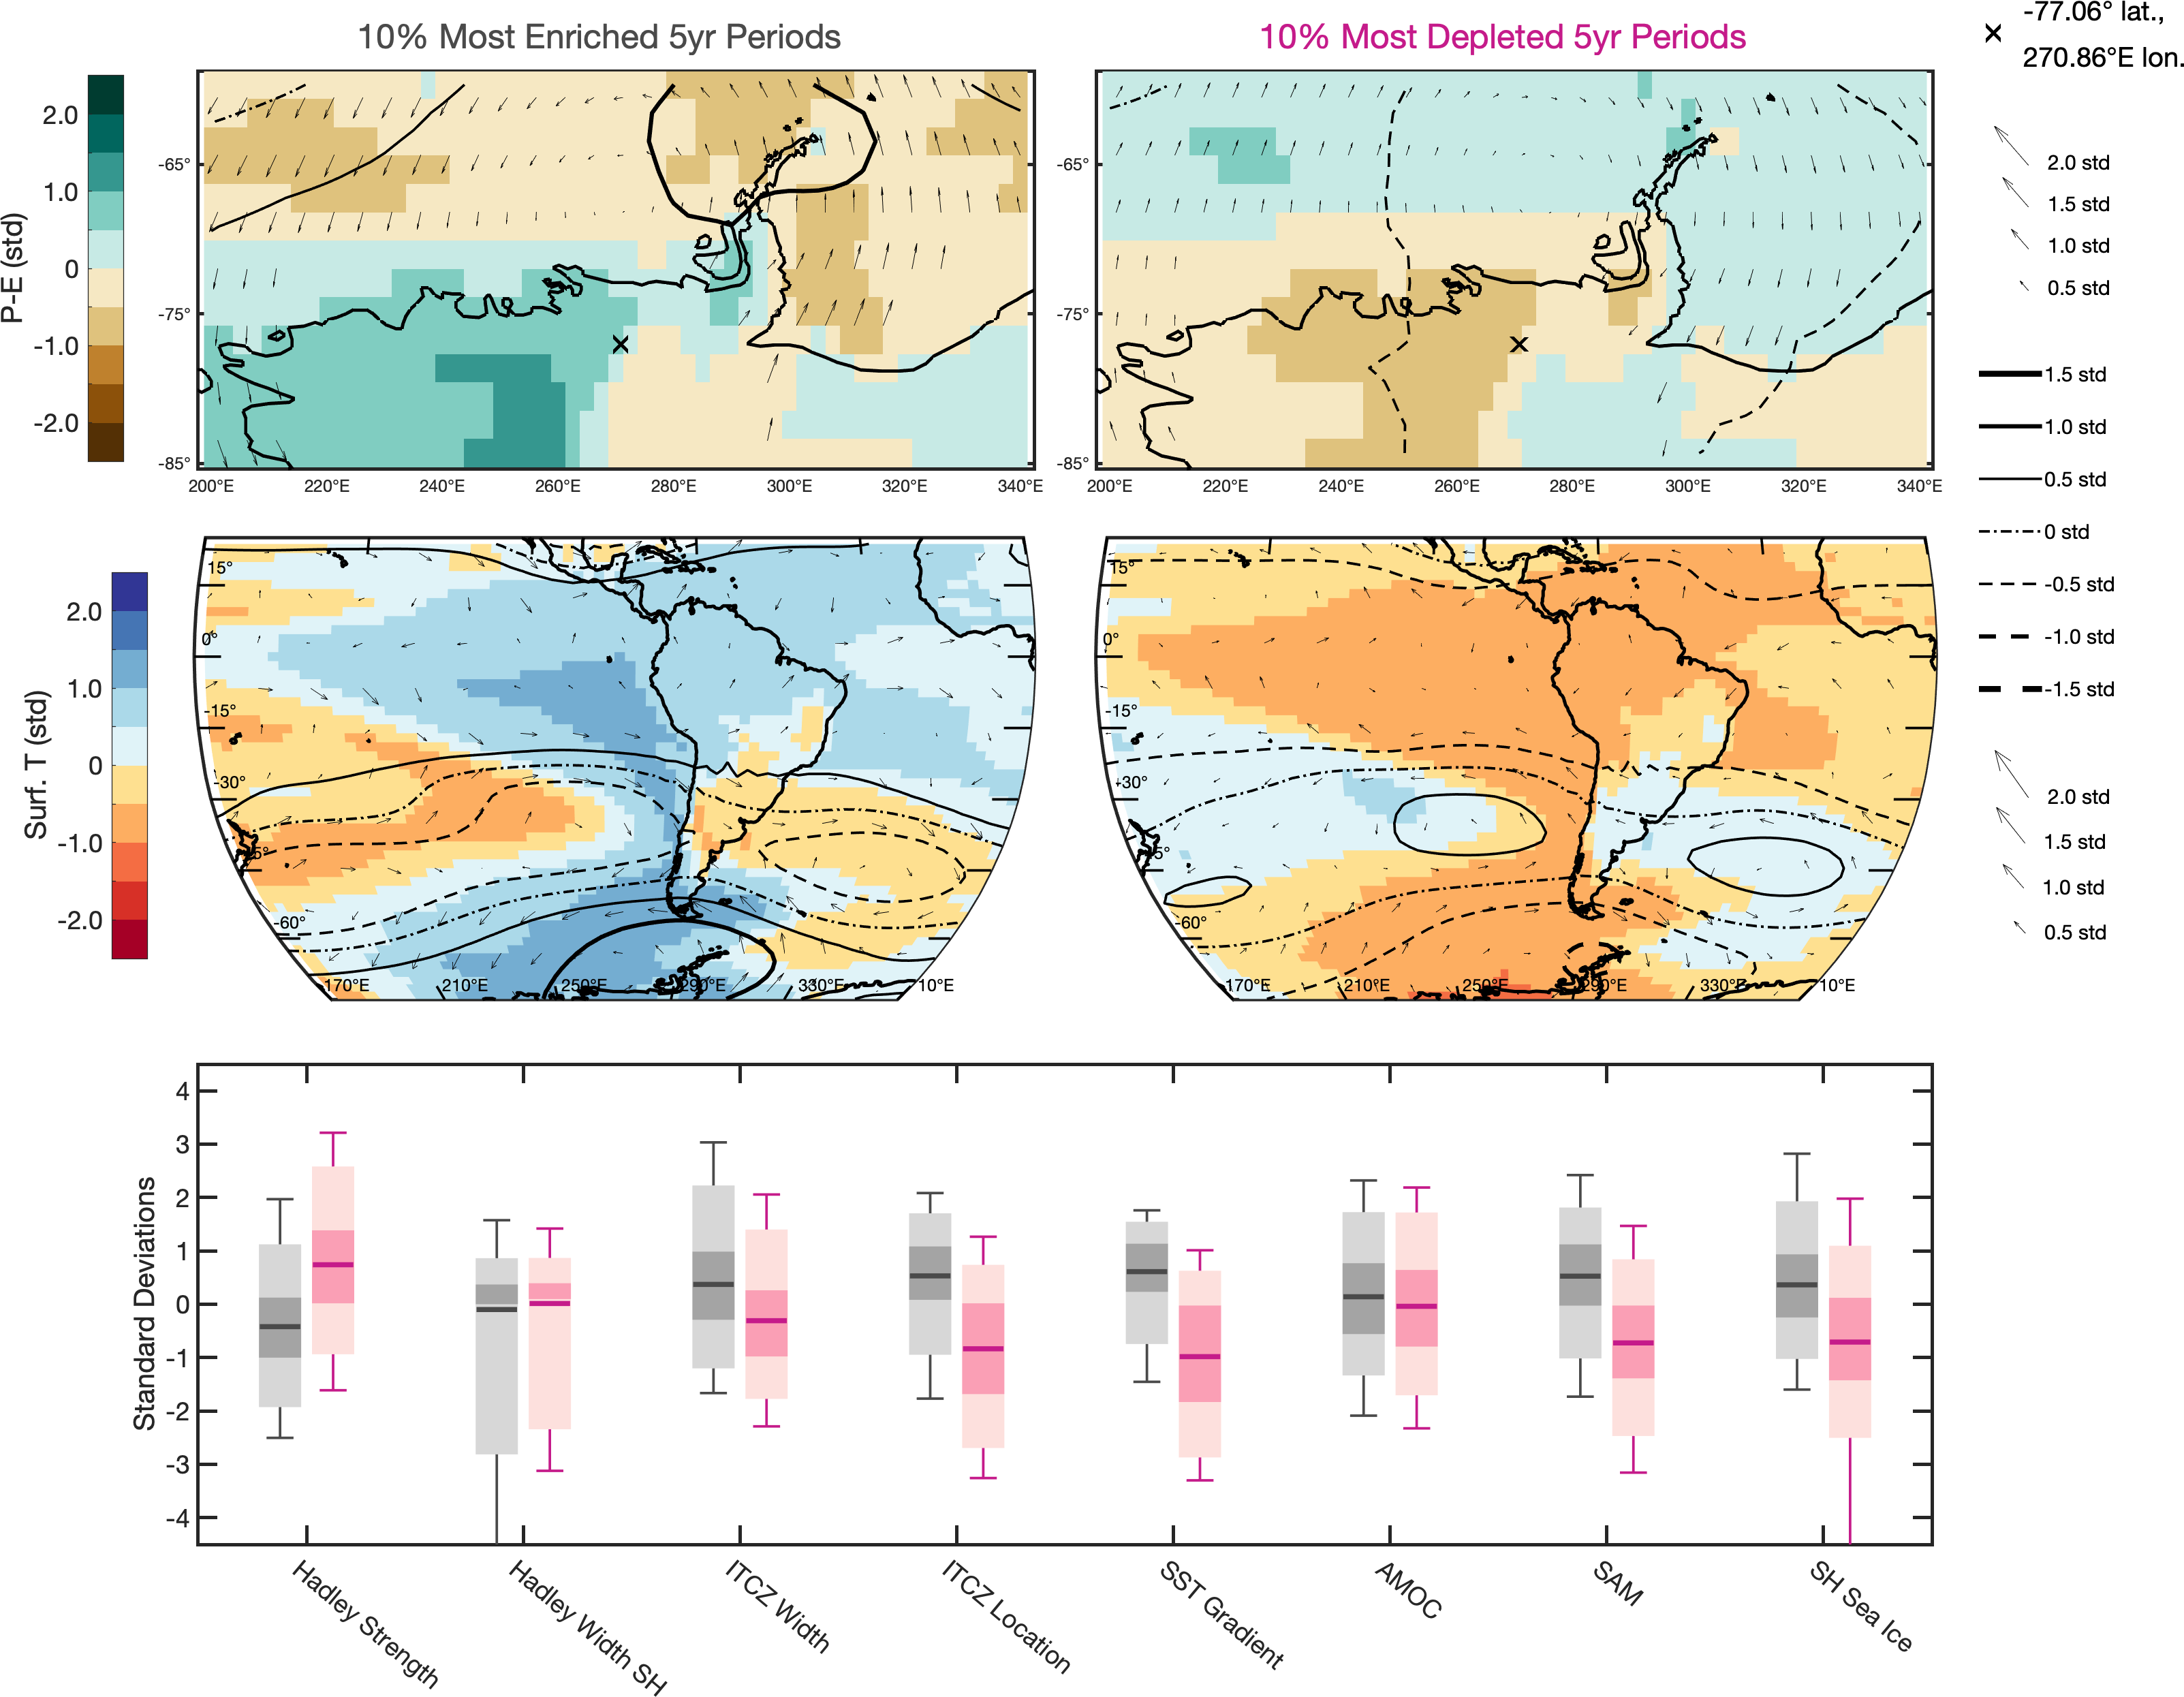 10% Most Enriched 5yr Periods
10% Most Depleted 5yr Periods
-77.06° lat.,
270.86°E lon.
P-E (std)
2.0
1.0
0
-1.0
-2.0
-65°
-75°
-85°
200°E 220°E 240°E 260°E 280°E 300°E 320°E 340°E
-65°
-75°
-85°
200°E 220°E 240°E 260°E 280°E 300°E 320°E 340°E
2.0 std
1.5 std
1.0 std
0.5 std
1.5 std
1.0 std
0.5 std
0 std
-0.5 std
-1.0 std
-1.5 std
2.0 std
1.5 std
1.0 std
0.5 std
Surf. T (std)
2.0
1.0
0
-1.0
-2.0
15°
0°
-15°
-30°
-60°
170°E 210°E 250°E 290°E 330°E 10°E
15°
0°
-15°
-30°
-60°
170°E 210°E 250°E 290°E 330°E 10°E
Standard Deviations
4
3
2
1
0
-1
-2
-3
-4
Hadley Strength
Hadley Width SH
ITCZ Width
ITCZ Location
SST Gradient
AMOC
SAM
SH Sea Ice